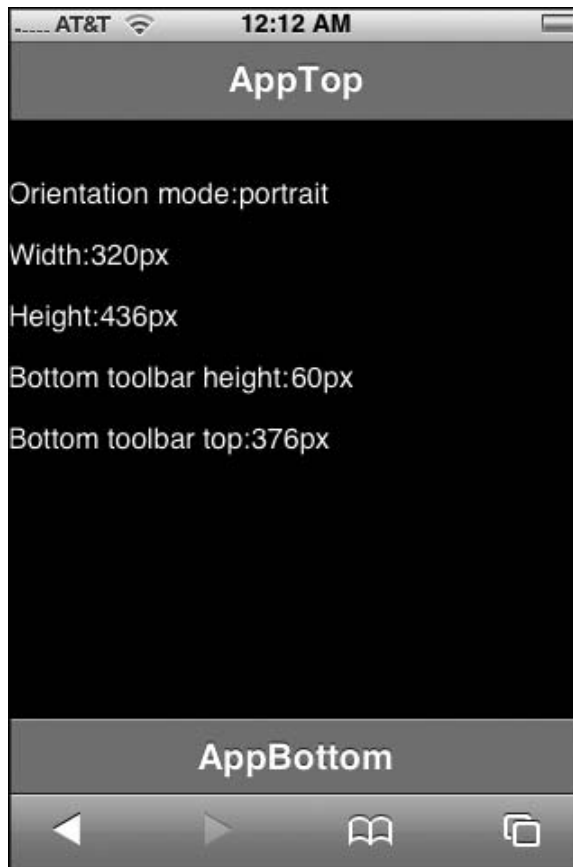 AT&T 12:12 AM
AppTop
Orientation mode:portrait
Width:320px
Height:436px
Bottom toolbar height:60px
Bottom toolbar top:376px
AppBottom